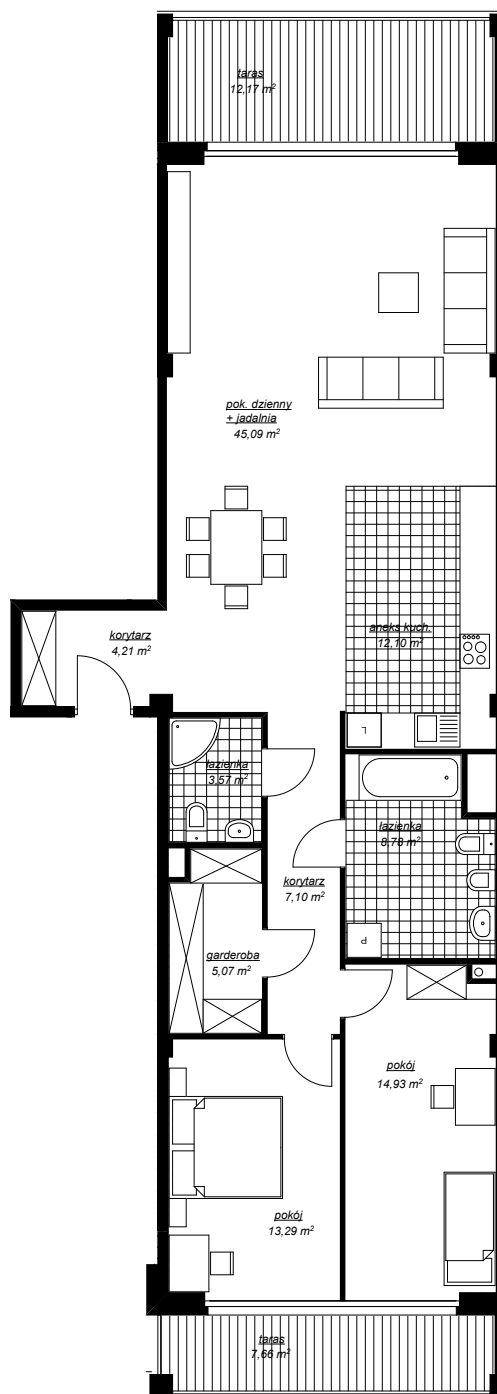 taras
12,17 m²
pok. dzienny
+ jadalnia
45,09 m²
aneks kuch.
12,10 m²
korytarz
4,21 m²
L
łazienka
3,57 m²
łazienka
8,78 m²
korytarz
7,10 m²
P
garderoba
5,07 m²
pokój
14,93 m²
pokój
13,29 m²
taras
7,66 m²